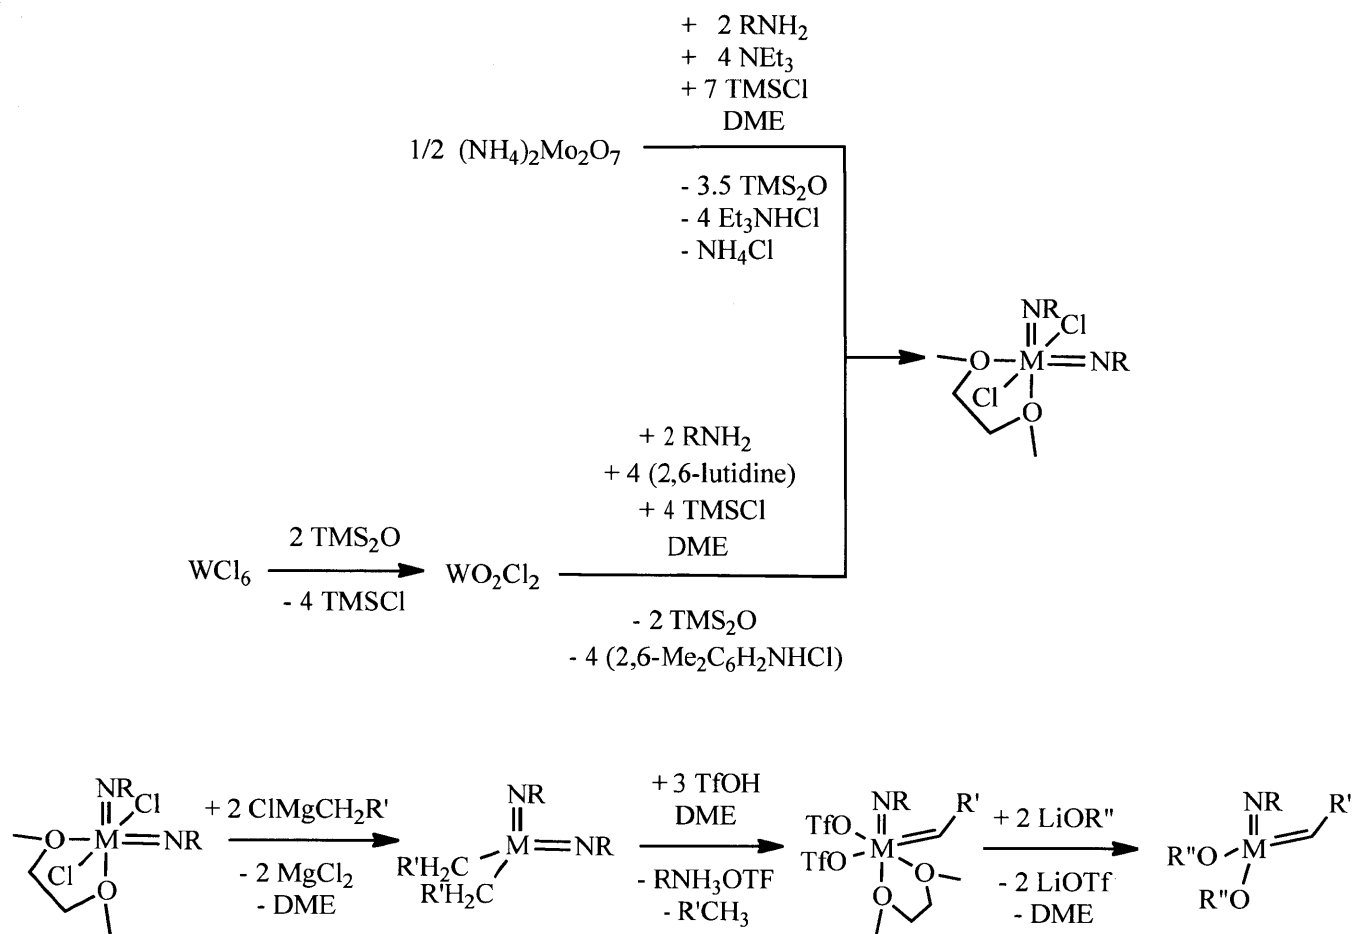 + 2 RNH₂
+ 4 NEt₃
+ 7 TMSCl
DME
1/2 (NH₄)₂Mo₂O₇
- 3.5 TMS₂O
- 4 Et₃NHCl
- NH₄Cl
NR
Cl
O M NR
Cl
O
+ 2 RNH₂
+ 4 (2,6-lutidine)
+ 4 TMSCl
DME
2 TMS₂O
WCl₆
- 4 TMSCl
WO₂Cl₂
- 2 TMS₂O
- 4 (2,6-Me₂C₆H₂NHCl)
NR
Cl
O M NR
Cl
O
+ 2 ClMgCH₂R'
- 2 MgCl₂
- DME
NR
M NR
R'H₂C
R'H₂C
+ 3 TfOH
DME
- RNH₃OTF
- R'CH₃
NR
R'
TfO
M
TfO
O
O
+ 2 LiOR"
- 2 LiOTf
- DME
NR
R'
R"O M
R"O